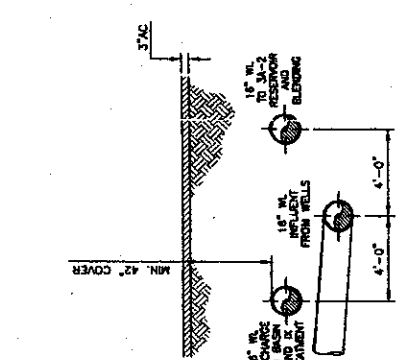 3"AC
MIN. 42" COVER
16" WL
TO 3A-2
RESERVOIR
AND
BLENDING
16" WL
INFLUENT
FROM WELLS
" WL
CHARGE
BASIN
ND IX
ATMENT
4'-0"
4'-0"